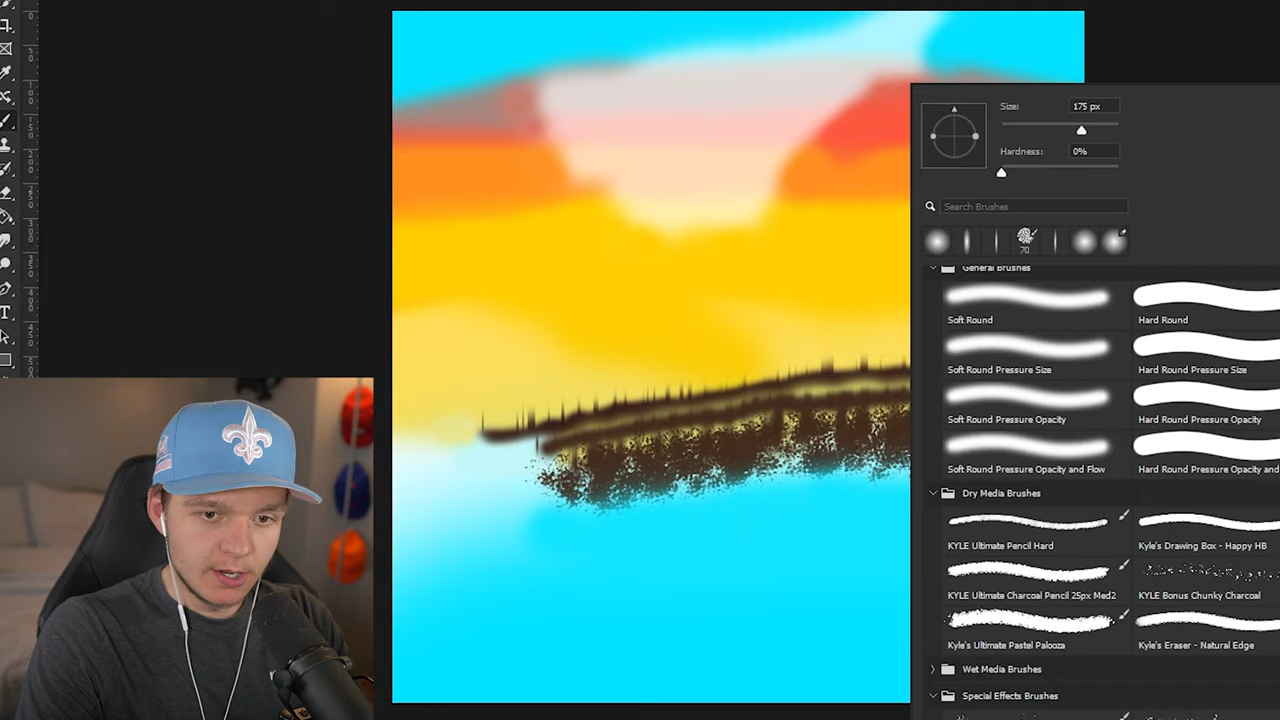 Size:
175 px
Hardness:
0%
Search Brushes
70
General Brushes
Soft Round
Hard Round
Soft Round Pressure Size
Hard Round Pressure Size
Soft Round Pressure Opacity
Hard Round Pressure Opacity
Soft Round Pressure Opacity and Flow
Hard Round Pressure Opacity and
Dry Media Brushes
KYLE Ultimate Pencil Hard
Kyle's Drawing Box - Happy HB
KYLE Ultimate Charcoal Pencil 25px Med2
KYLE Bonus Chunky Charcoal
Kyle's Ultimate Pastel Palooza
Kyle's Eraser - Natural Edge
Wet Media Brushes
Special Effects Brushes